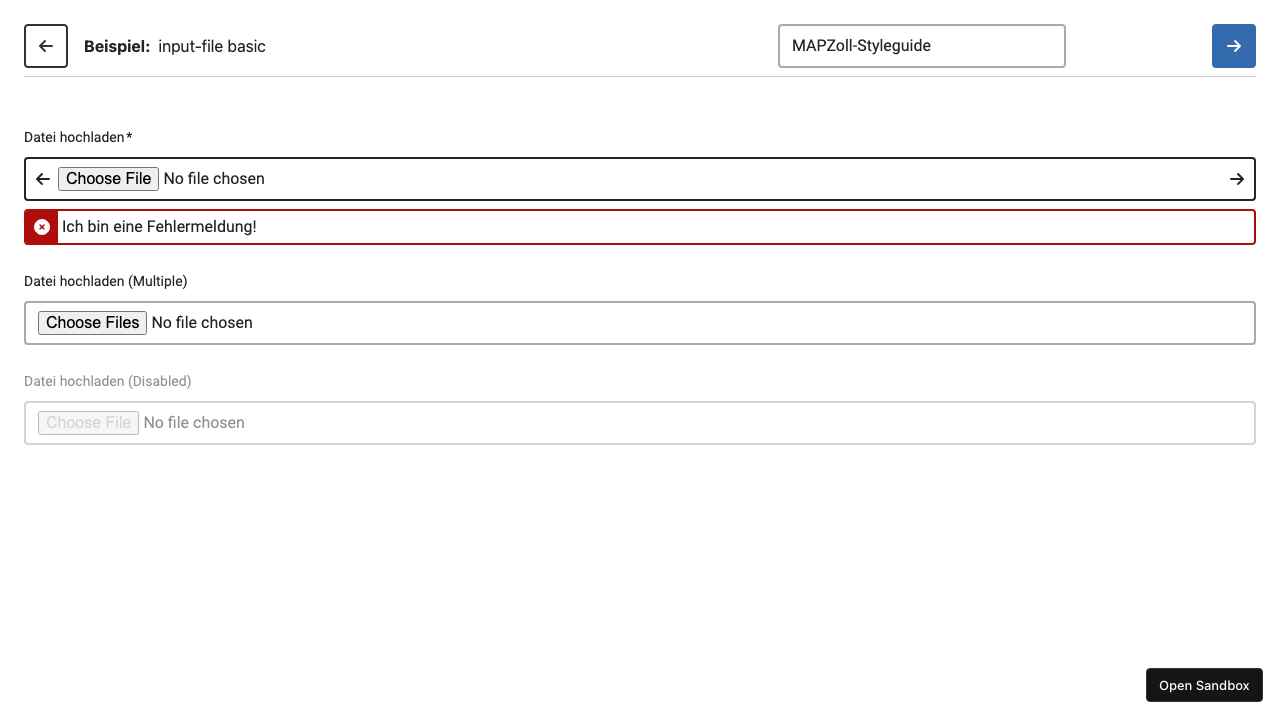 Beispiel: input-file basic
MAPZoll-Styleguide
Datei hochladen*
Choose File No file chosen
Ich bin eine Fehlermeldung!
Datei hochladen (Multiple)
Choose Files No file chosen
Datei hochladen (Disabled)
Choose File No file chosen
Open Sandbox